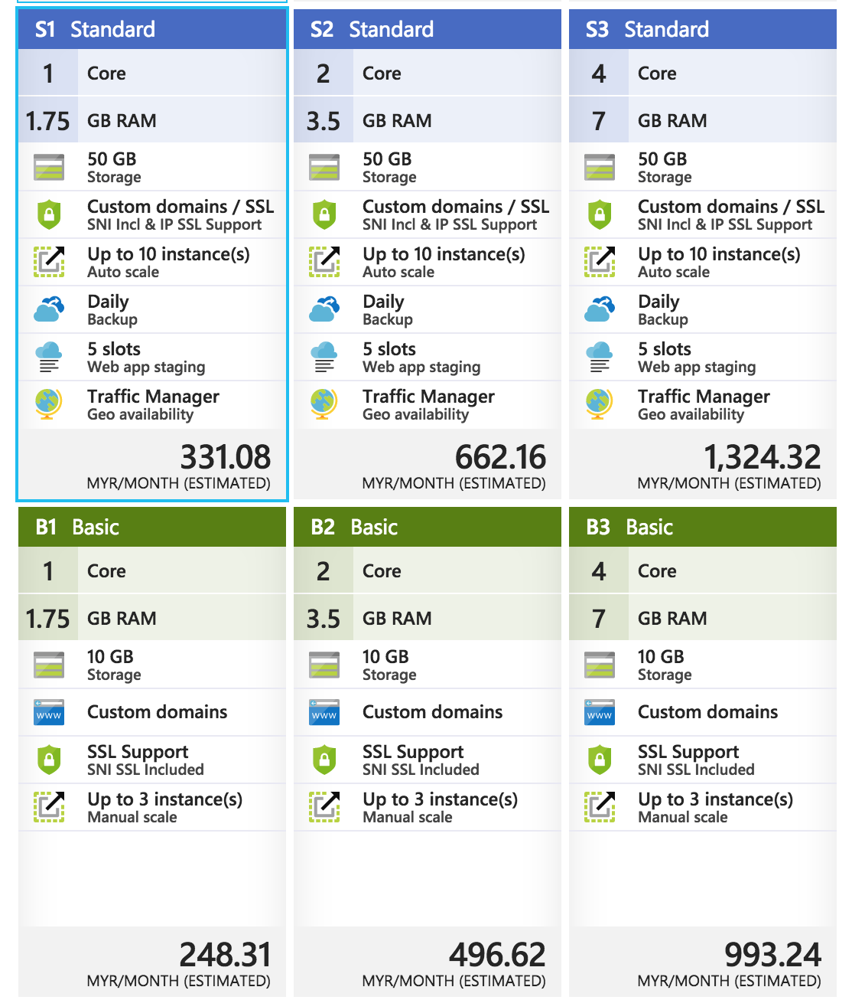 S1 Standard
1 Core
1.75 GB RAM
50 GB
Storage
Custom domains / SSL
SNI Incl & IP SSL Support
Up to 10 instance(s)
Auto scale
Daily
Backup
5 slots
Web app staging
Traffic Manager
Geo availability
331.08
MYR/MONTH (ESTIMATED)
S2 Standard
2 Core
3.5 GB RAM
50 GB
Storage
Custom domains / SSL
SNI Incl & IP SSL Support
Up to 10 instance(s)
Auto scale
Daily
Backup
5 slots
Web app staging
Traffic Manager
Geo availability
662.16
MYR/MONTH (ESTIMATED)
S3 Standard
4 Core
7 GB RAM
50 GB
Storage
Custom domains / SSL
SNI Incl & IP SSL Support
Up to 10 instance(s)
Auto scale
Daily
Backup
5 slots
Web app staging
Traffic Manager
Geo availability
1,324.32
MYR/MONTH (ESTIMATED)
B1 Basic
1 Core
1.75 GB RAM
10 GB
Storage
www Custom domains
SSL Support
SNI SSL Included
Up to 3 instance(s)
Manual scale
248.31
MYR/MONTH (ESTIMATED)
B2 Basic
2 Core
3.5 GB RAM
10 GB
Storage
www Custom domains
SSL Support
SNI SSL Included
Up to 3 instance(s)
Manual scale
496.62
MYR/MONTH (ESTIMATED)
B3 Basic
4 Core
7 GB RAM
10 GB
Storage
www Custom domains
SSL Support
SNI SSL Included
Up to 3 instance(s)
Manual scale
993.24
MYR/MONTH (ESTIMATED)